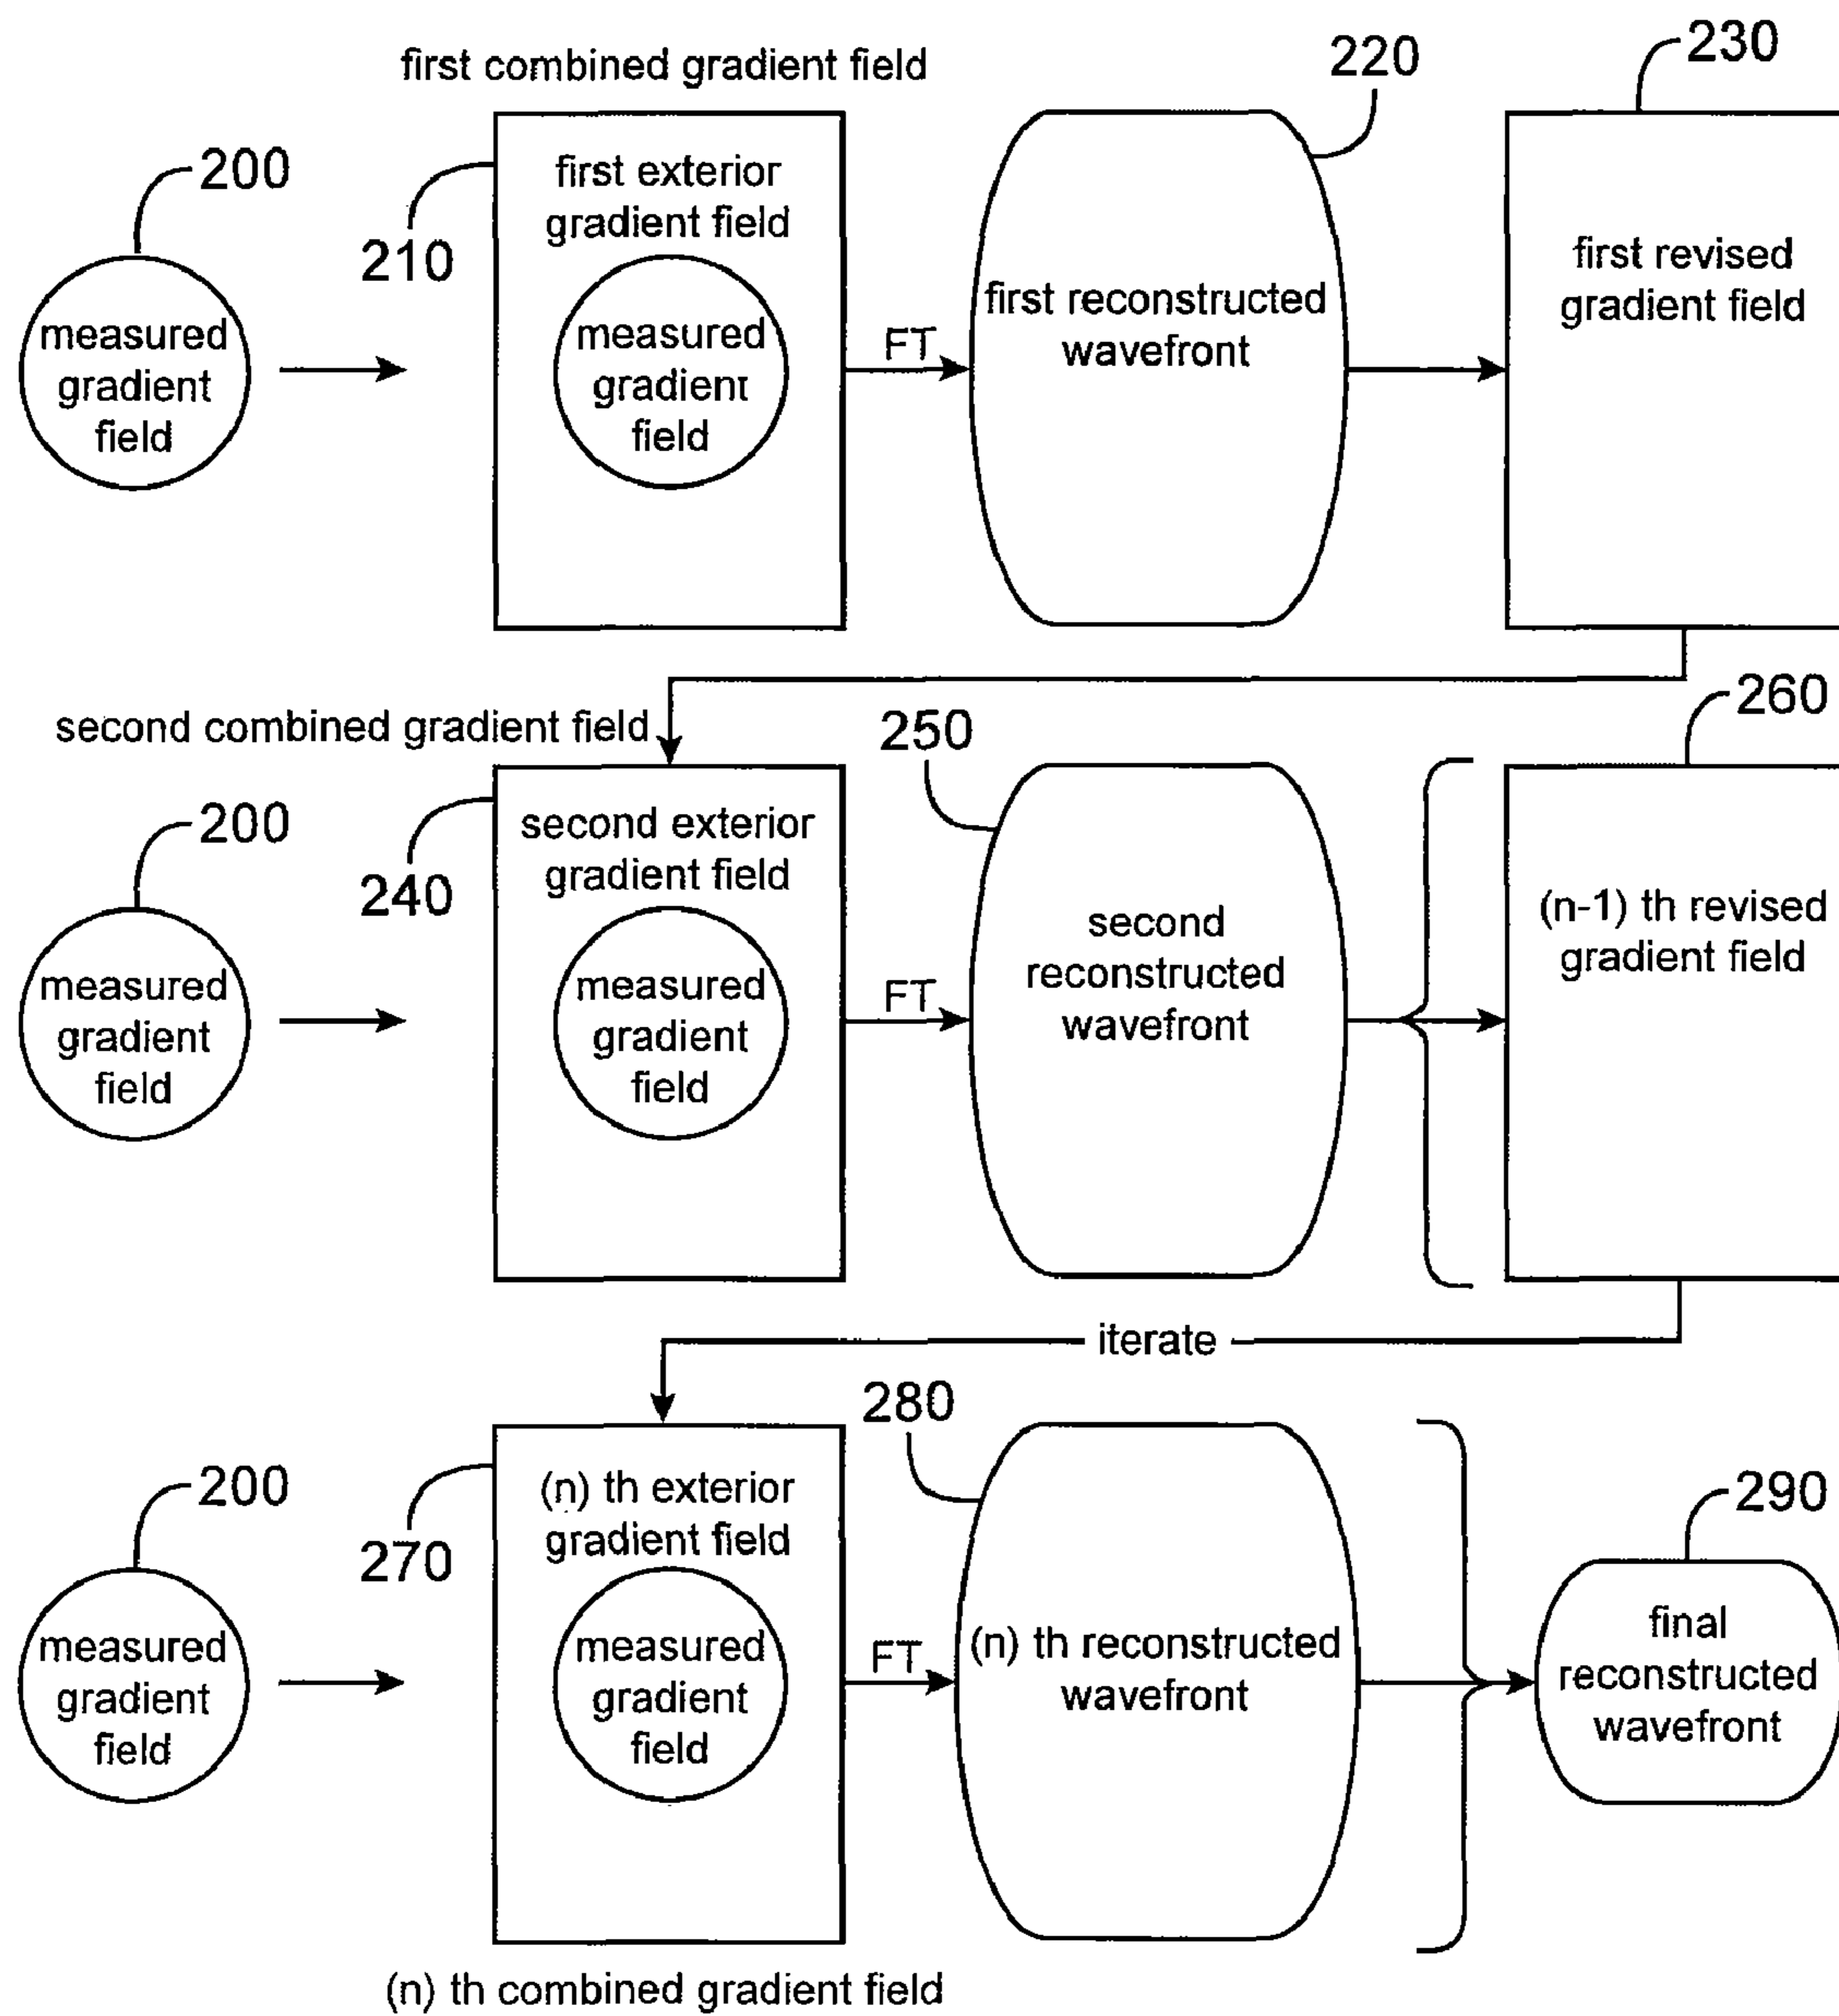 first combined gradient field
220
230
200
210
first exterior
gradient field
measured
gradient
field
measured
gradient
field
FT
first reconstructed
wavefront
first revised
gradient field
second combined gradient field
250
260
200
240
second exterior
gradient field
measured
gradient
field
measured
gradient
field
FT
second
reconstructed
wavefront
(n-1) th revised
gradient field
iterate
280
200
290
270
(n) th exterior
gradient field
measured
gradient
field
measured
gradient
field
FT
(n) th reconstructed
wavefront
final
reconstructed
wavefront
(n) th combined gradient field